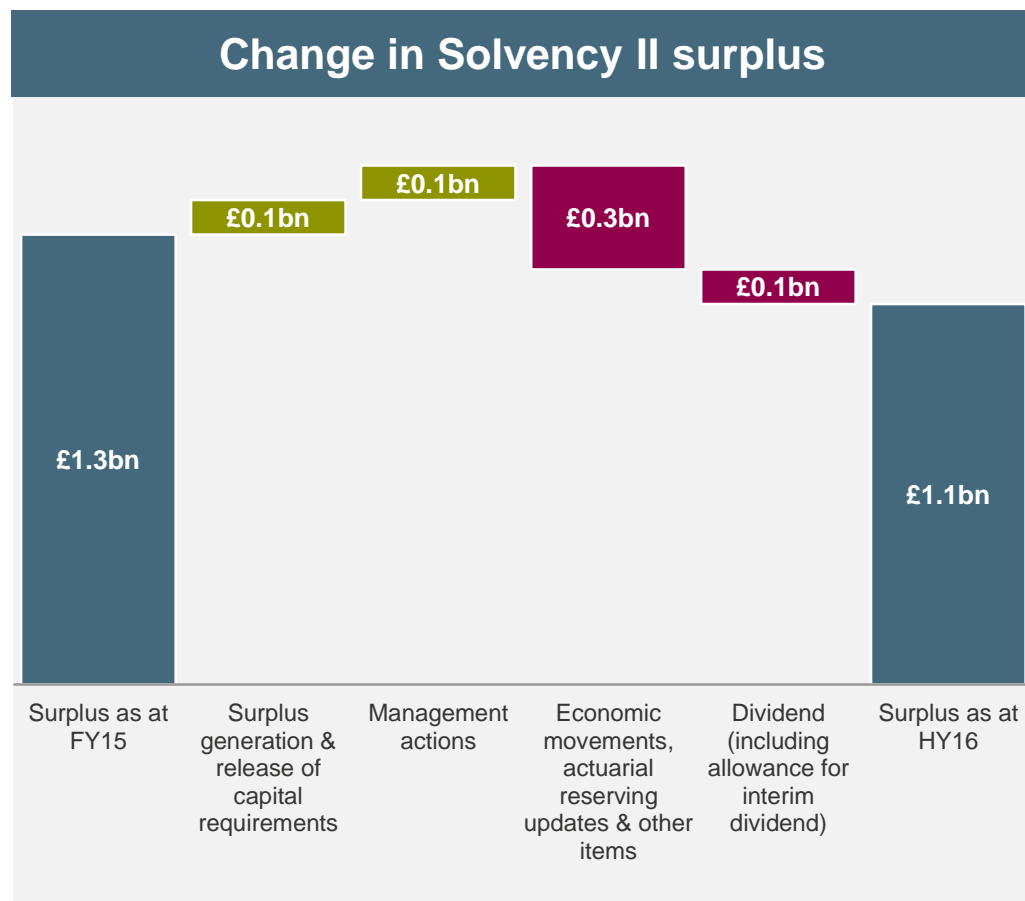 Change in Solvency II surplus
£0.1bn
£0.1bn
£0.3bn
£0.1bn
£1.3bn
£1.1bn
Surplus as at
FY15
Surplus
generation &
release of
capital
requirements
Management
actions
Economic
movements,
actuarial
reserving
updates & other
items
Dividend
(including
allowance for
interim
dividend)
Surplus as at
HY16